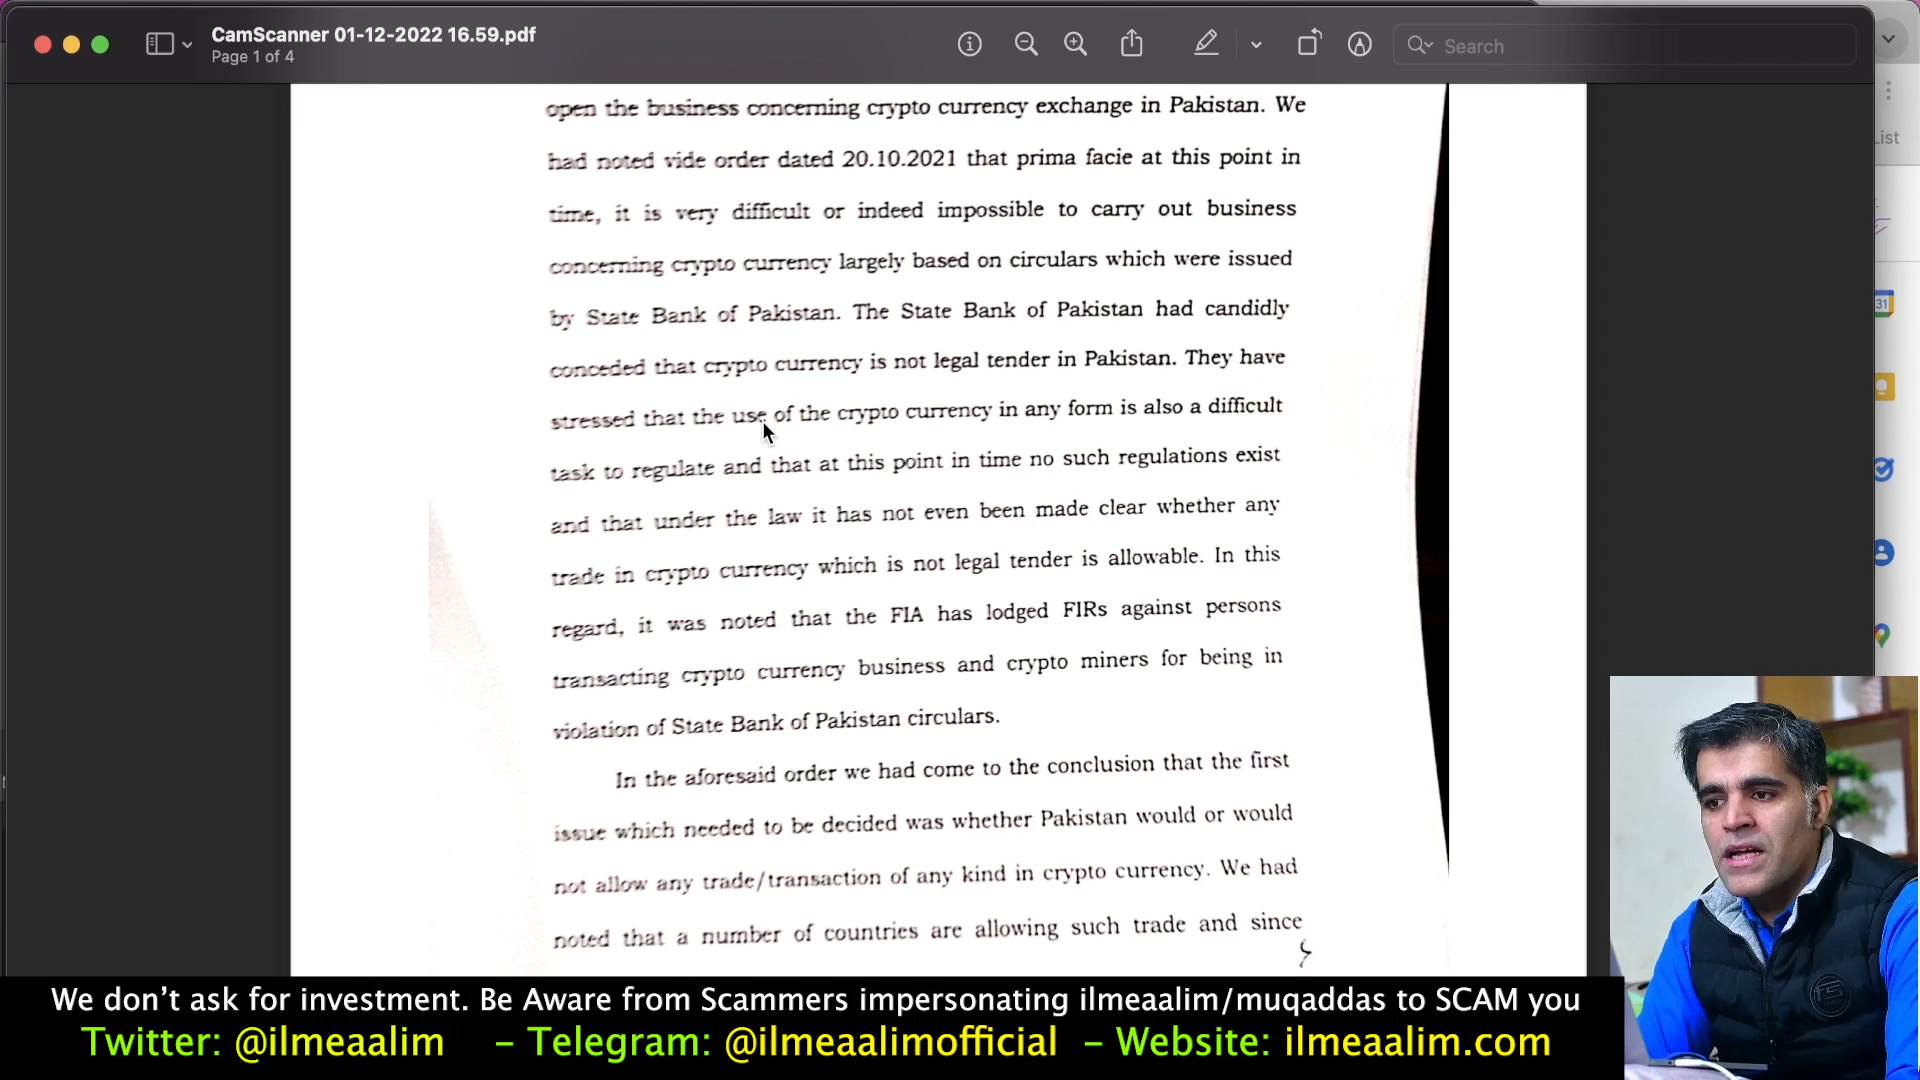 CamScanner 01-12-2022 16.59.pdf
Page 1 of 4
Search
List
31
open the business concerning crypto currency exchange in Pakistan. We
had noted vide order dated 20.10.2021 that prima facie at this point in
time, it is very difficult or indeed impossible to carry out business
concerning crypto currency largely based on circulars which were issued
by State Bank of Pakistan. The State Bank of Pakistan had candidly
conceded that crypto currency is not legal tender in Pakistan. They have
stressed that the use of the crypto currency in any form is also a difficult
task to regulate and that at this point in time no such regulations exist
and that under the law it has not even been made clear whether any
trade in crypto currency which is not legal tender is allowable. In this
regard, it was noted that the FIA has lodged FIRs against persons
transacting crypto currency business and crypto miners for being in
violation of State Bank of Pakistan circulars.
In the aforesaid order we had come to the conclusion that the first
issue which needed to be decided was whether Pakistan would or would
not allow any trade/transaction of any kind in crypto currency. We had
noted that a number of countries are allowing such trade and since
We don't ask for investment. Be Aware from Scammers impersonating ilmeaalim/muqaddas to SCAM you
Twitter: @ilmeaalim – Telegram: @ilmeaalimofficial – Website: ilmeaalim.com